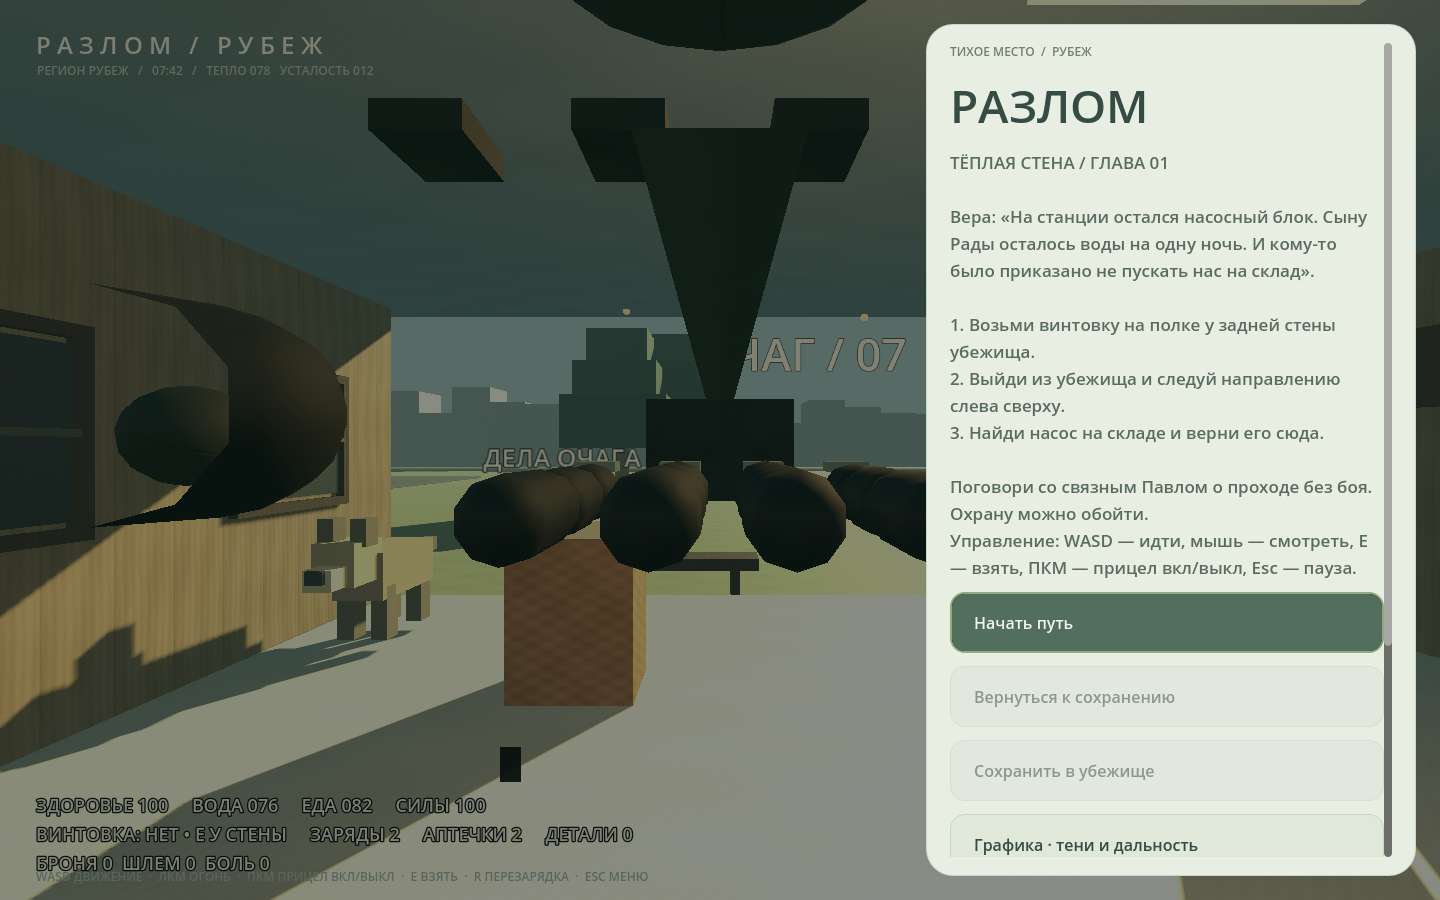 РАЗЛОМ / РУБЕЖ
РЕГИОН РУБЕЖ / 07:42 / ТЕПЛО 078 УСТАЛОСТЬ 012
ЧАГ / 07
ДЕЛА ОЧАГА
ЗДОРОВЬЕ 100 ВОДА 076 ЕДА 082 СИЛЫ 100
ВИНТОВКА: НЕТ • E У СТЕНЫ ЗАРЯДЫ 2 АПТЕЧКИ 2 ДЕТАЛИ 0
БРОНЯ 0 ШЛЕМ 0 БОЛЬ 0
WASD ДВИЖЕНИЕ · ЛКМ ОГОНЬ · ПКМ ПРИЦЕЛ ВКЛ/ВЫКЛ · E ВЗЯТЬ · R ПЕРЕЗАРЯДКА · ESC МЕНЮ
ТИХОЕ МЕСТО / РУБЕЖ
РАЗЛОМ
ТЁПЛАЯ СТЕНА / ГЛАВА 01
Вера: «На станции остался насосный блок. Сыну
Рады осталось воды на одну ночь. И кому-то
было приказано не пускать нас на склад».
1. Возьми винтовку на полке у задней стены
убежища.
2. Выйди из убежища и следуй направлению
слева сверху.
3. Найди насос на складе и верни его сюда.
Поговори со связным Павлом о проходе без боя.
Охрану можно обойти.
Управление: WASD — идти, мышь — смотреть, E
— взять, ПКМ — прицел вкл/выкл, Esc — пауза.
Начать путь
Вернуться к сохранению
Сохранить в убежище
Графика · тени и дальность